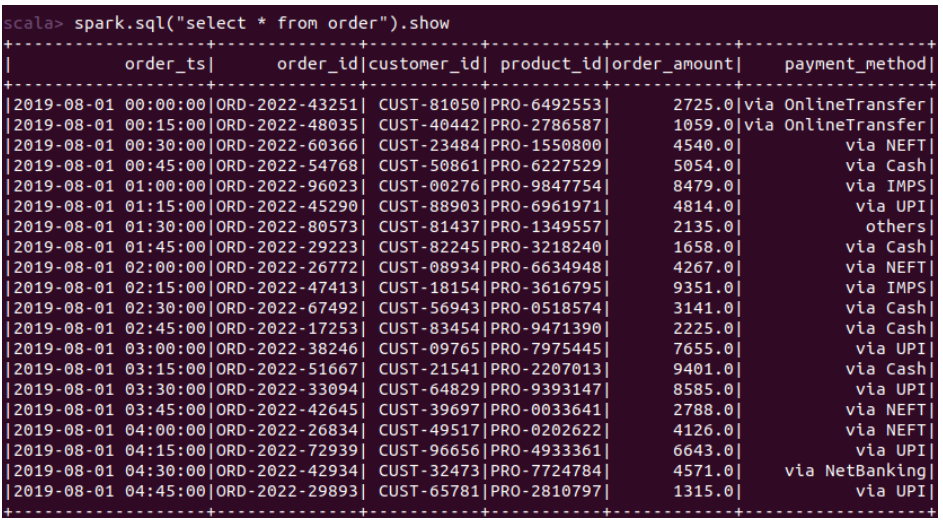 scala> spark.sql("select * from order").show
+-------------------+--------------+-----------+-----------+------------+------------------+
|           order_ts|      order_id|customer_id| product_id|order_amount|    payment_method|
+-------------------+--------------+-----------+-----------+------------+------------------+
|2019-08-01 00:00:00|ORD-2022-43251| CUST-81050|PRO-6492553|      2725.0|via OnlineTransfer|
|2019-08-01 00:15:00|ORD-2022-48035| CUST-40442|PRO-2786587|      1059.0|via OnlineTransfer|
|2019-08-01 00:30:00|ORD-2022-60366| CUST-23484|PRO-1550800|      4540.0|          via NEFT|
|2019-08-01 00:45:00|ORD-2022-54768| CUST-50861|PRO-6227529|      5054.0|          via Cash|
|2019-08-01 01:00:00|ORD-2022-96023| CUST-00276|PRO-9847754|      8479.0|          via IMPS|
|2019-08-01 01:15:00|ORD-2022-45290| CUST-88903|PRO-6961971|      4814.0|           via UPI|
|2019-08-01 01:30:00|ORD-2022-80573| CUST-81437|PRO-1349557|      2135.0|            others|
|2019-08-01 01:45:00|ORD-2022-29223| CUST-82245|PRO-3218240|      1658.0|          via Cash|
|2019-08-01 02:00:00|ORD-2022-26772| CUST-08934|PRO-6634948|      4267.0|          via NEFT|
|2019-08-01 02:15:00|ORD-2022-47413| CUST-18154|PRO-3616795|      9351.0|          via IMPS|
|2019-08-01 02:30:00|ORD-2022-67492| CUST-56943|PRO-0518574|      3141.0|          via Cash|
|2019-08-01 02:45:00|ORD-2022-17253| CUST-83454|PRO-9471390|      2225.0|          via Cash|
|2019-08-01 03:00:00|ORD-2022-38246| CUST-09765|PRO-7975445|      7655.0|           via UPI|
|2019-08-01 03:15:00|ORD-2022-51667| CUST-21541|PRO-2207013|      9401.0|          via Cash|
|2019-08-01 03:30:00|ORD-2022-33094| CUST-64829|PRO-9393147|      8585.0|           via UPI|
|2019-08-01 03:45:00|ORD-2022-42645| CUST-39697|PRO-0033641|      2788.0|          via NEFT|
|2019-08-01 04:00:00|ORD-2022-26834| CUST-49517|PRO-0202622|      4126.0|          via NEFT|
|2019-08-01 04:15:00|ORD-2022-72939| CUST-96656|PRO-4933361|      6643.0|           via UPI|
|2019-08-01 04:30:00|ORD-2022-42934| CUST-32473|PRO-7724784|      4571.0|    via NetBanking|
|2019-08-01 04:45:00|ORD-2022-29893| CUST-65781|PRO-2810797|      1315.0|           via UPI|
+-------------------+--------------+-----------+-----------+------------+------------------+